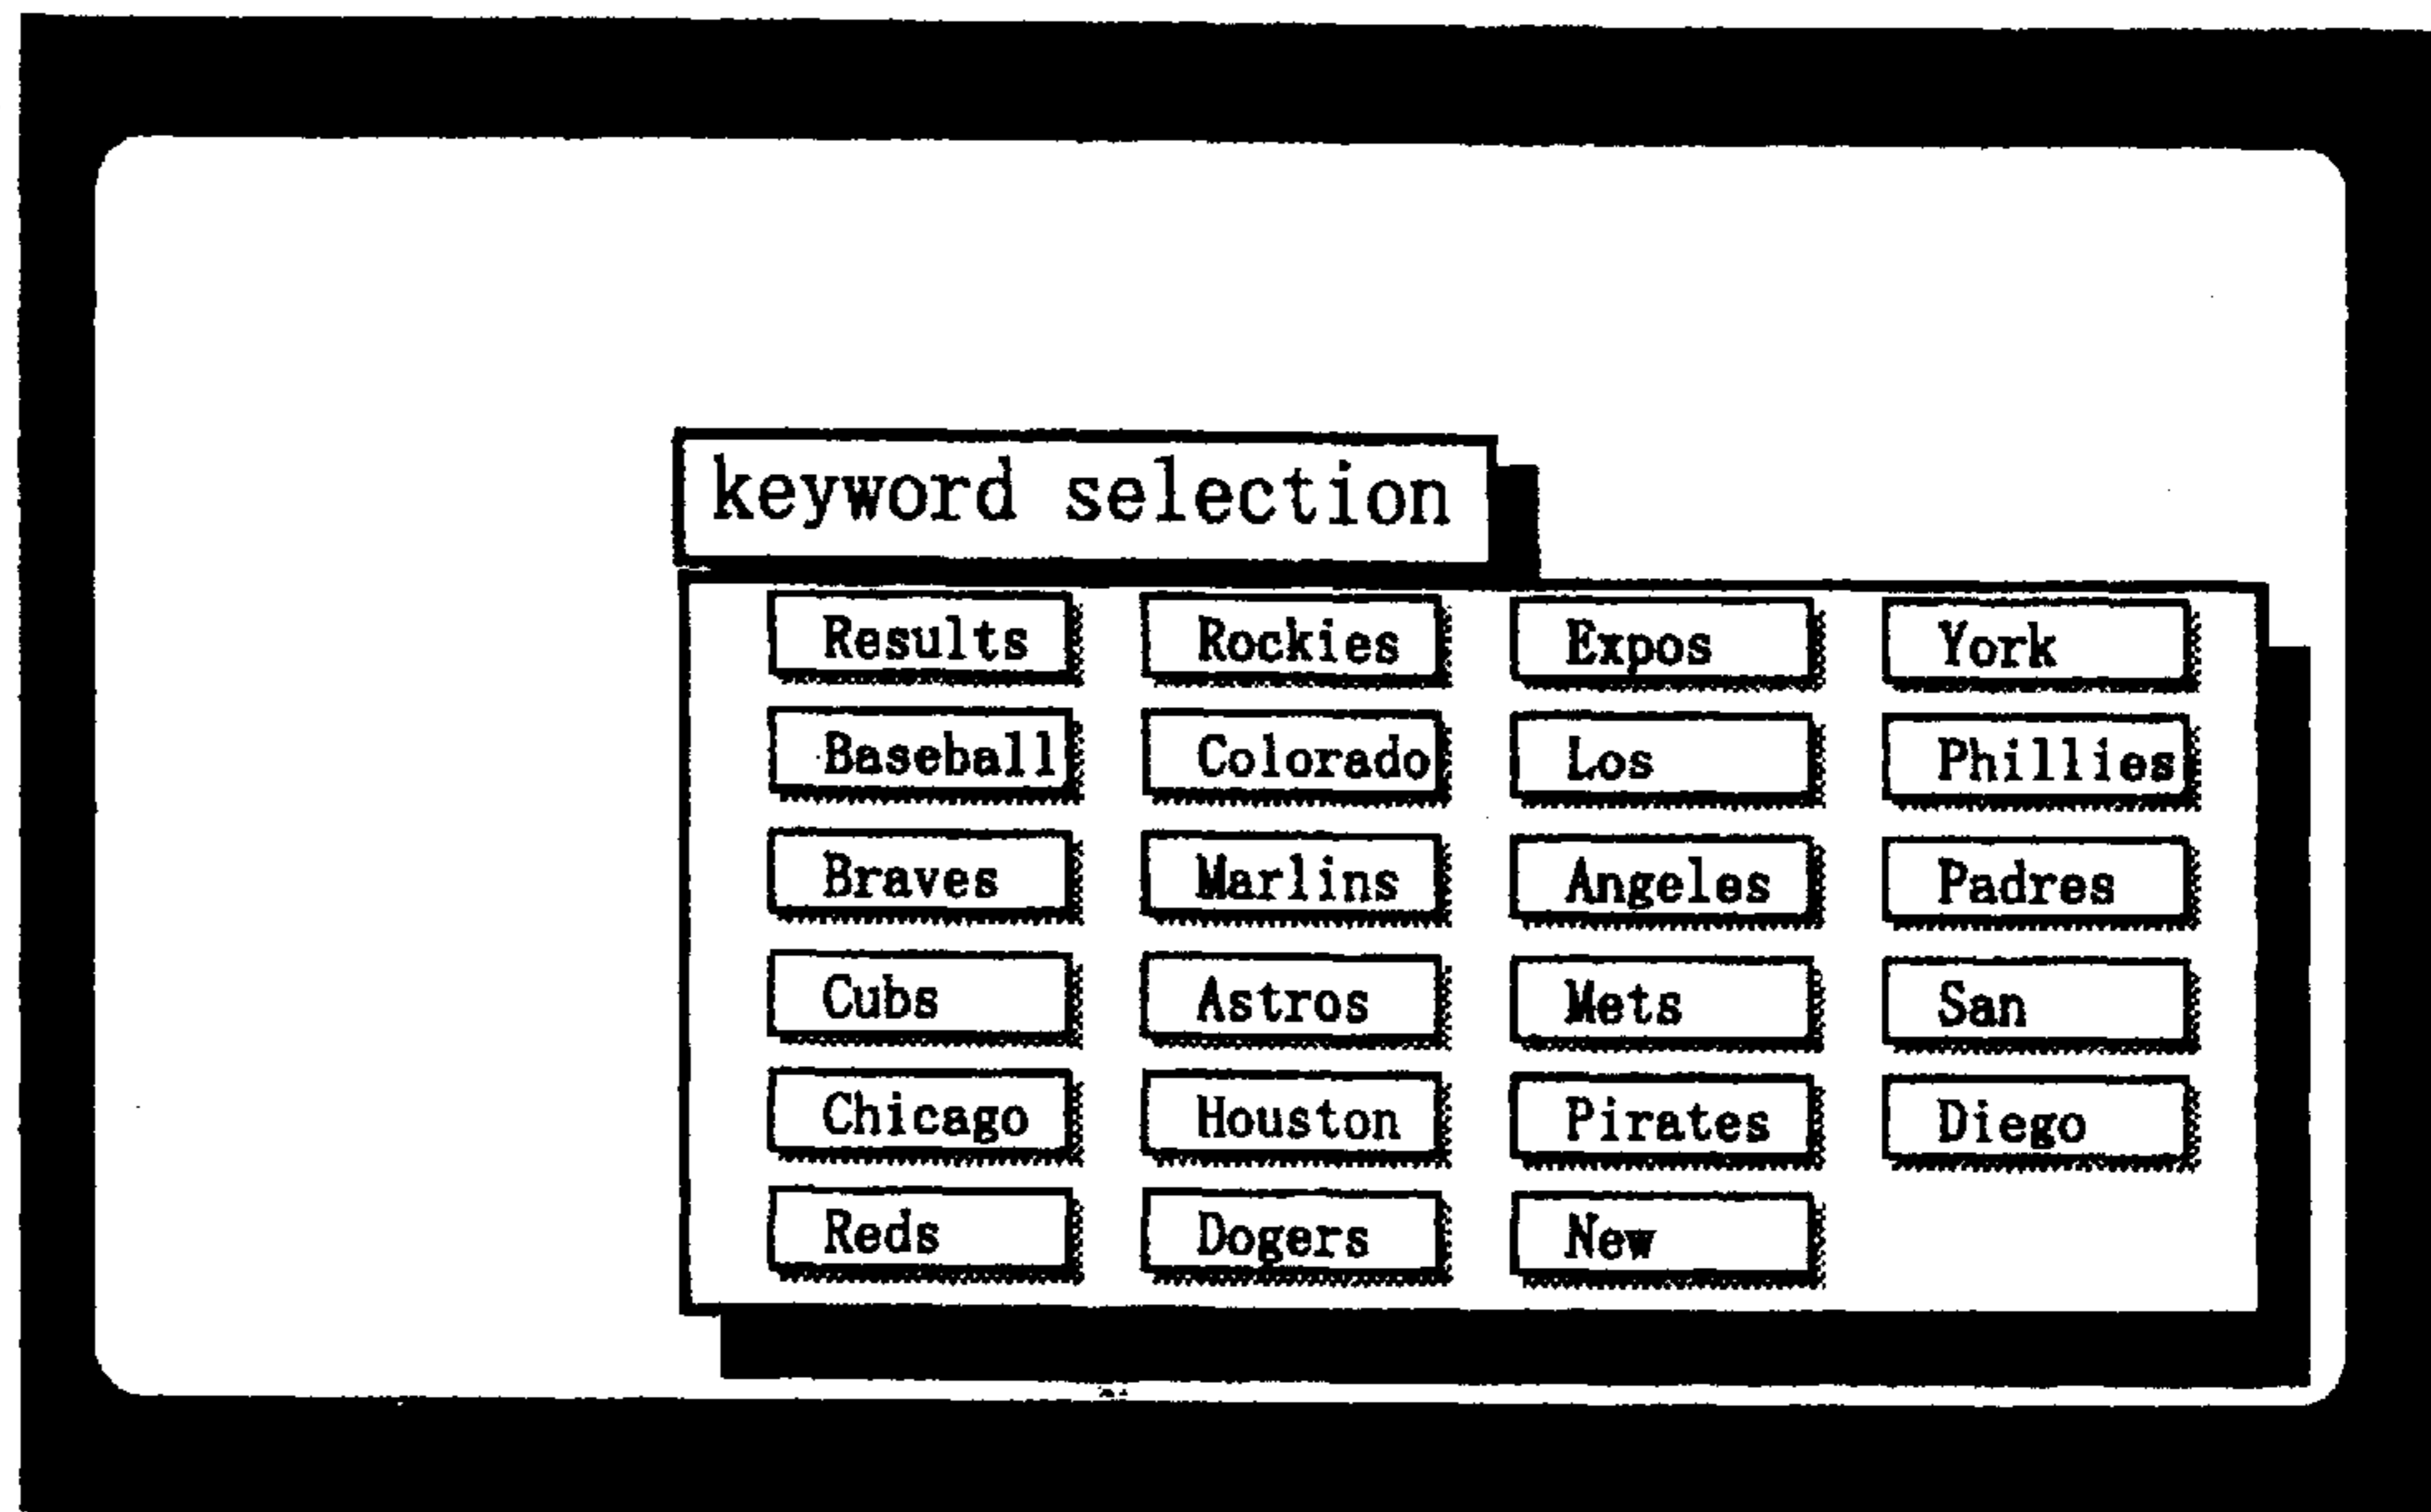 keyword selection
Results Rockies Expos York
Baseball Colorado Los Phillies
Braves Marlins Angeles Padres
Cubs Astros Mets San
Chicago Houston Pirates Diego
Reds Dogers New